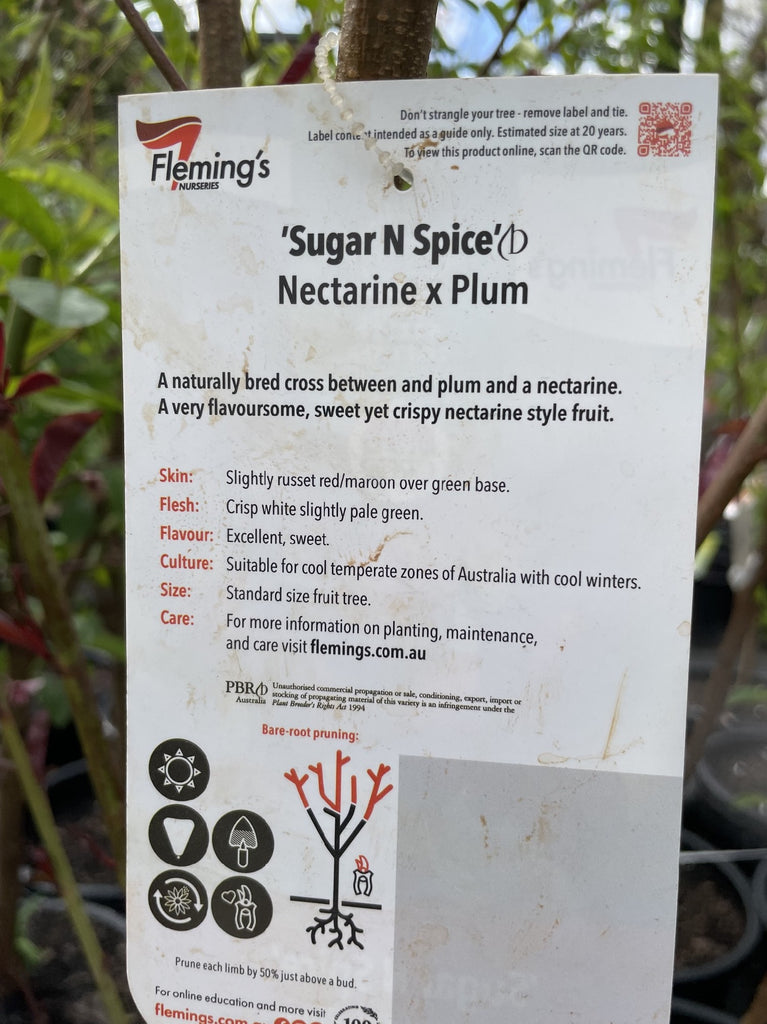 Don't strangle your tree - remove label and tie.
Label content intended as a guide only. Estimated size at 20 years.
To view this product online, scan the QR code.
Fleming's
NURSERIES
'Sugar N Spice'
Nectarine x Plum
A naturally bred cross between and plum and a nectarine.
A very flavoursome, sweet yet crispy nectarine style fruit.
Skin: Slightly russet red/maroon over green base.
Flesh: Crisp white slightly pale green.
Flavour: Excellent, sweet.
Culture: Suitable for cool temperate zones of Australia with cool winters.
Size: Standard size fruit tree.
Care: For more information on planting, maintenance,
and care visit flemings.com.au
PBR Unauthorised commercial propagation or sale, conditioning, export, import or
stocking of propagating material of this variety is an infringement under the
Australia Plant Breeder's Rights Act 1994
Bare-root pruning:
Prune each limb by 50% just above a bud.
For online education and more visit
flemings.com.au
100